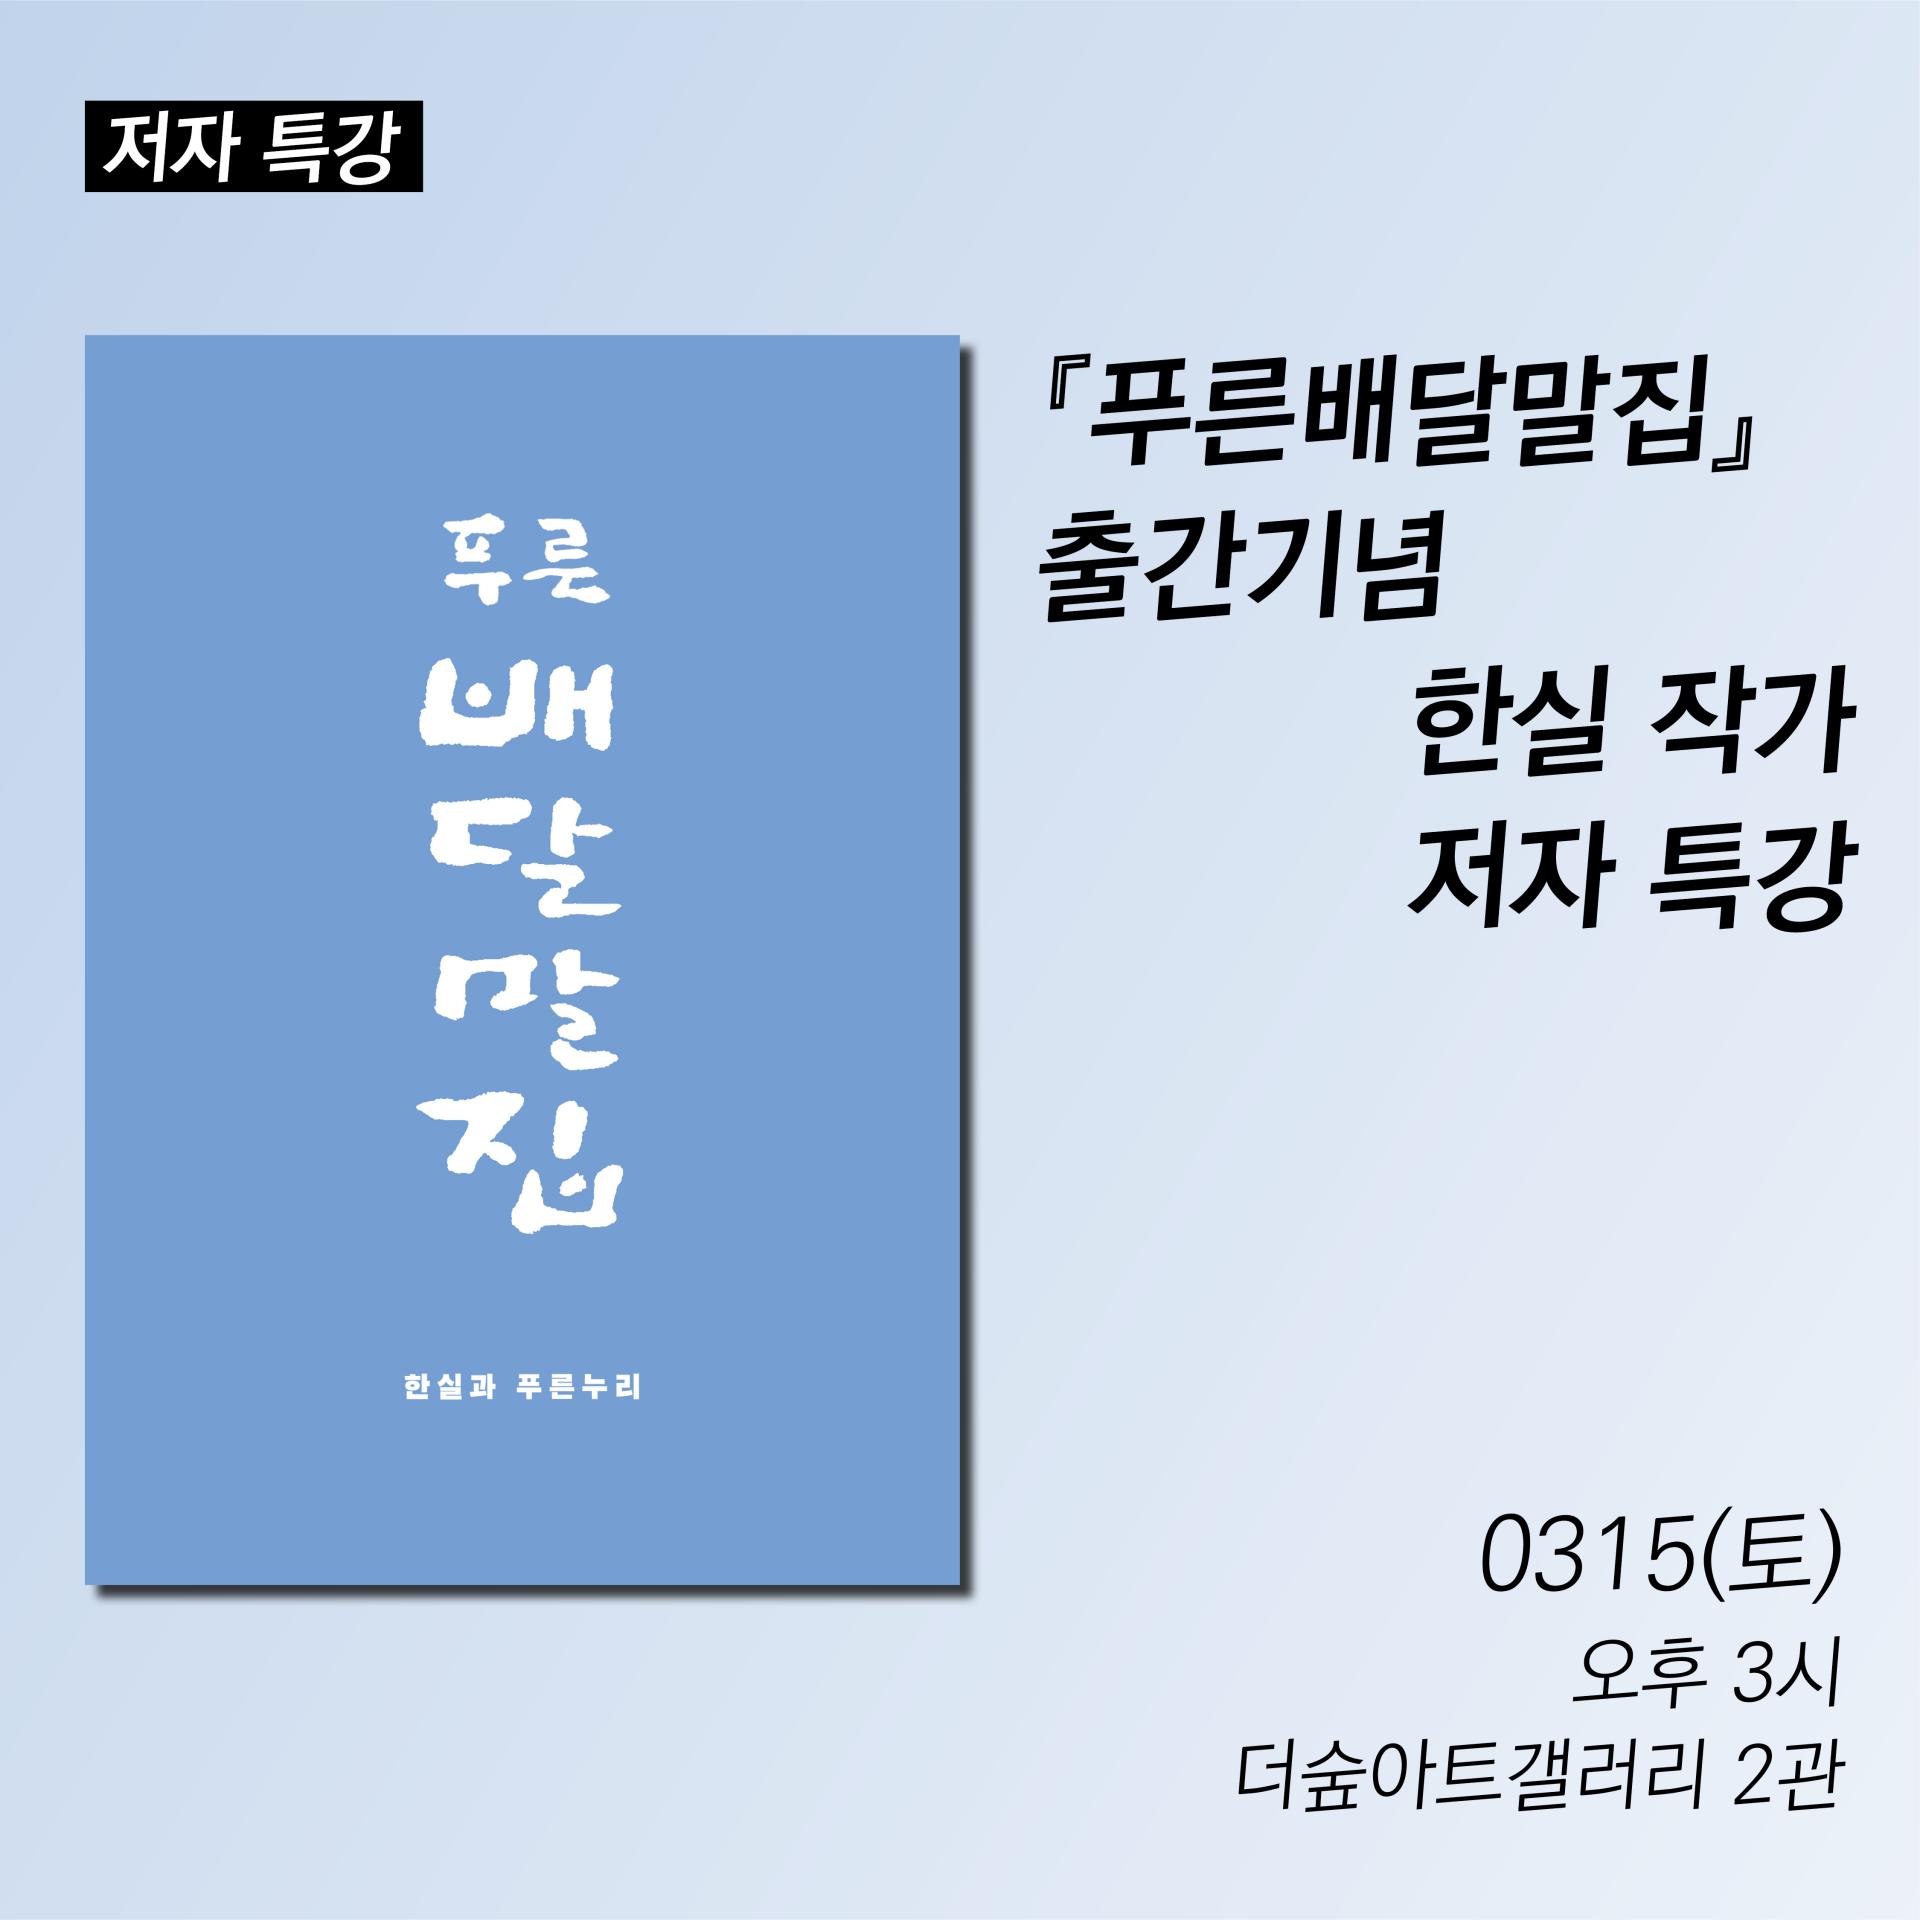 저자 특강
푸른
배
달
말
집
한실과 푸른누리
『푸른배달말집』
출간기념
한실 작가
저자 특강
0315(토)
오후 3시
더숲아트갤러리 2관